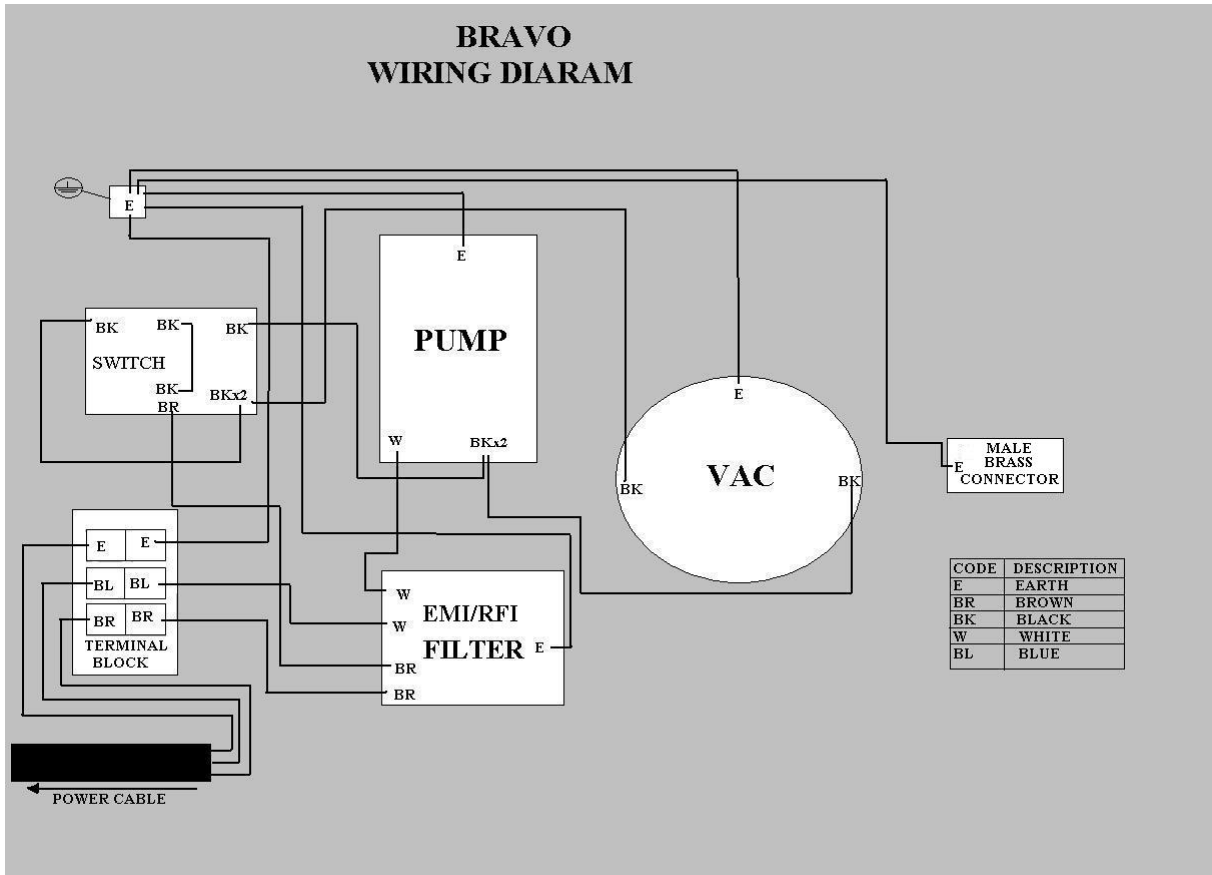 BRAVO
WIRING DIARAM
E
E
PUMP
W
BKx2
BK
BK
BK
SWITCH
BK
BR
BKx2
E
VAC
BK
BK
MALE
BRASS
E CONNECTOR
E E
BL BL
BR BR
TERMINAL
BLOCK
W
W
EMI/RFI
FILTER
E
BR
BR
POWER CABLE
CODE DESCRIPTION
E EARTH
BR BROWN
BK BLACK
W WHITE
BL BLUE